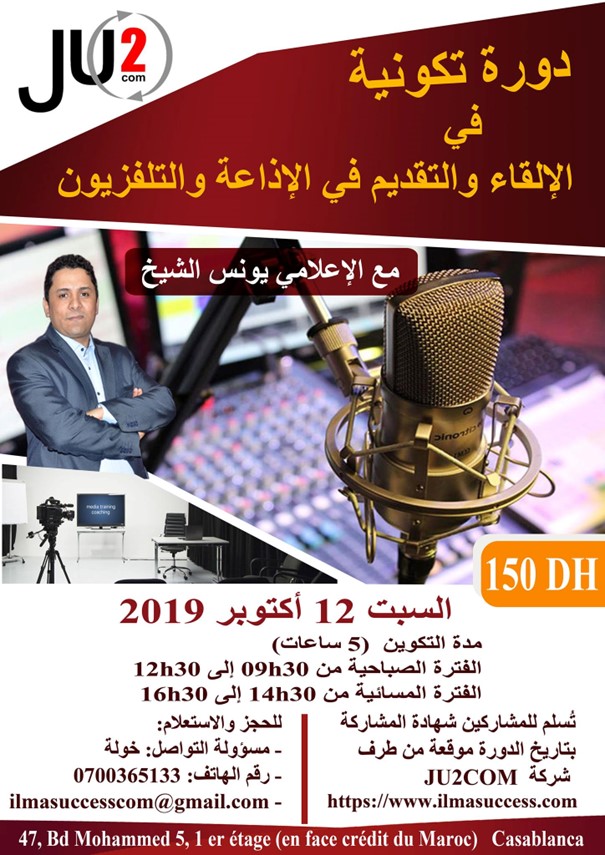 JU2
com
دورة تكونية
في
الإلقاء والتقديم في الإذاعة والتلفزيون
مع الإعلامي يونس الشيخ
media training
coaching
citronic
150 DH
السبت 12 أكتوبر 2019
مدة التكوين (5 ساعات)
الفترة الصباحية من 09h30 إلى 12h30
الفترة المسائية من 14h30 إلى 16h30
تُسلم للمشاركين شهادة المشاركة
بتاريخ الدورة موقعة من طرف
شركة JU2COM
https://www.ilmasuccess.com
للحجز والاستعلام:
- مسؤولة التواصل: خولة
- رقم الهاتف: 0700365133
- ilmasuccesscom@gmail.com
47, Bd Mohammed 5, 1 er étage (en face crédit du Maroc) Casablanca